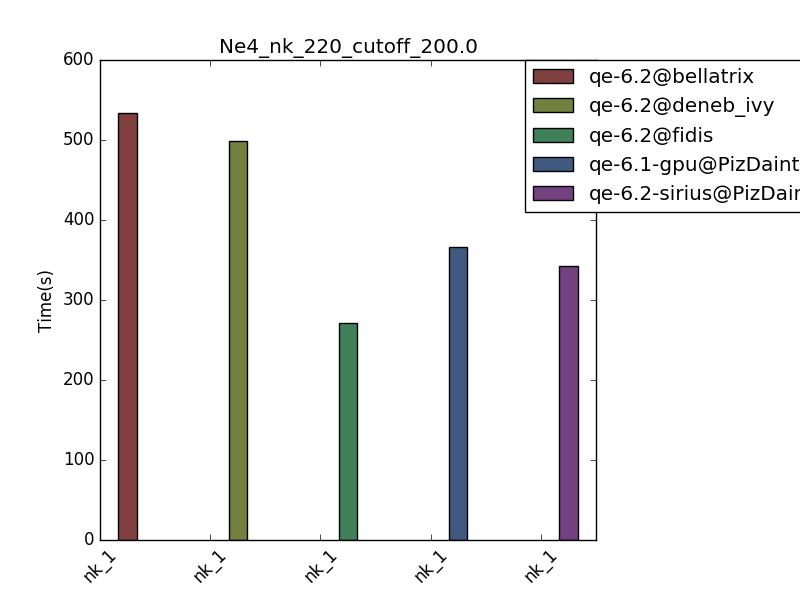 Ne4_nk_220_cutoff_200.0
600
500
400
300
200
100
0
Time(s)
nk_1
nk_1
nk_1
nk_1
nk_1
qe-6.2@bellatrix
qe-6.2@deneb_ivy
qe-6.2@fidis
qe-6.1-gpu@PizDaint
qe-6.2-sirius@PizDain